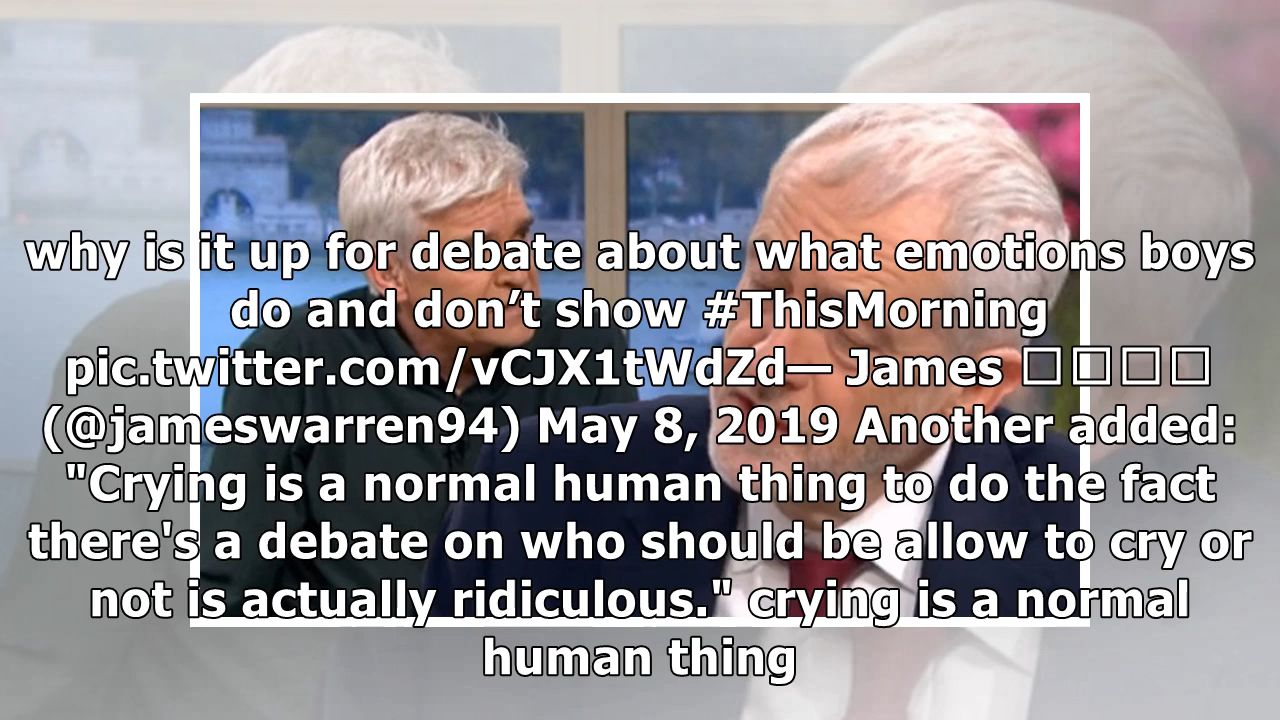 why is it up for debate about what emotions boys
do and don’t show #ThisMorning
pic.twitter.com/vCJX1tWdZd— James □□□□
(@jameswarren94) May 8, 2019 Another added:
"Crying is a normal human thing to do the fact
there's a debate on who should be allow to cry or
not is actually ridiculous." crying is a normal
human thing